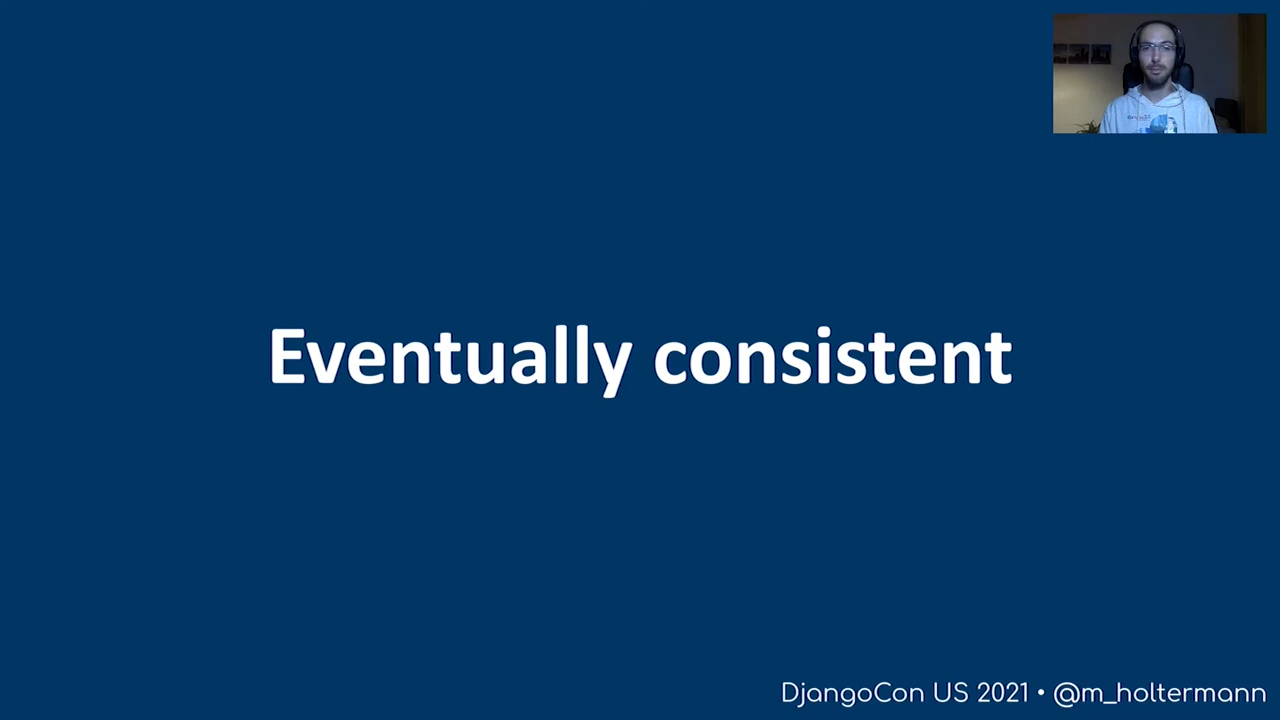 Eventually consistent
DjangoCon US 2021 • @m_holtermann